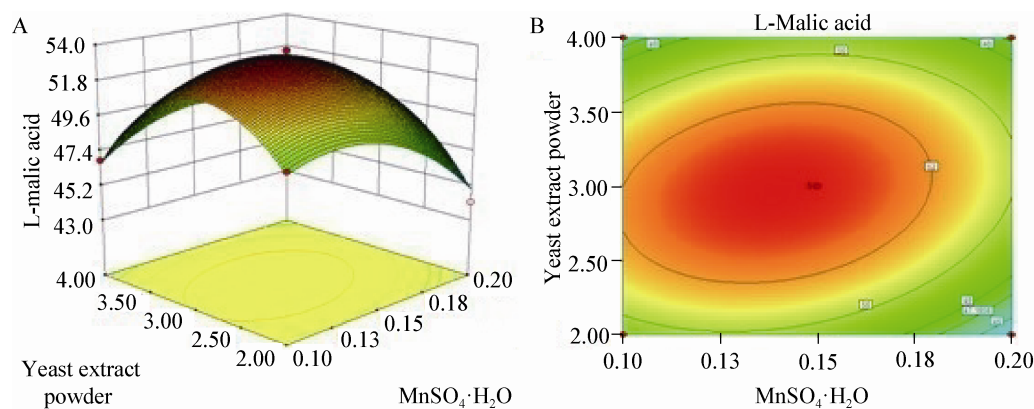 A
54.0
51.8
49.6
47.4
45.2
43.0
L-malic acid
4.00
3.50
3.00
2.50
2.00
Yeast extract
powder
0.10
0.13
0.15
0.18
0.20
MnSO₄·H₂O
B
L-Malic acid
4.00
3.50
3.00
2.50
2.00
Yeast extract powder
0.10
0.13
0.15
0.18
0.20
MnSO₄·H₂O